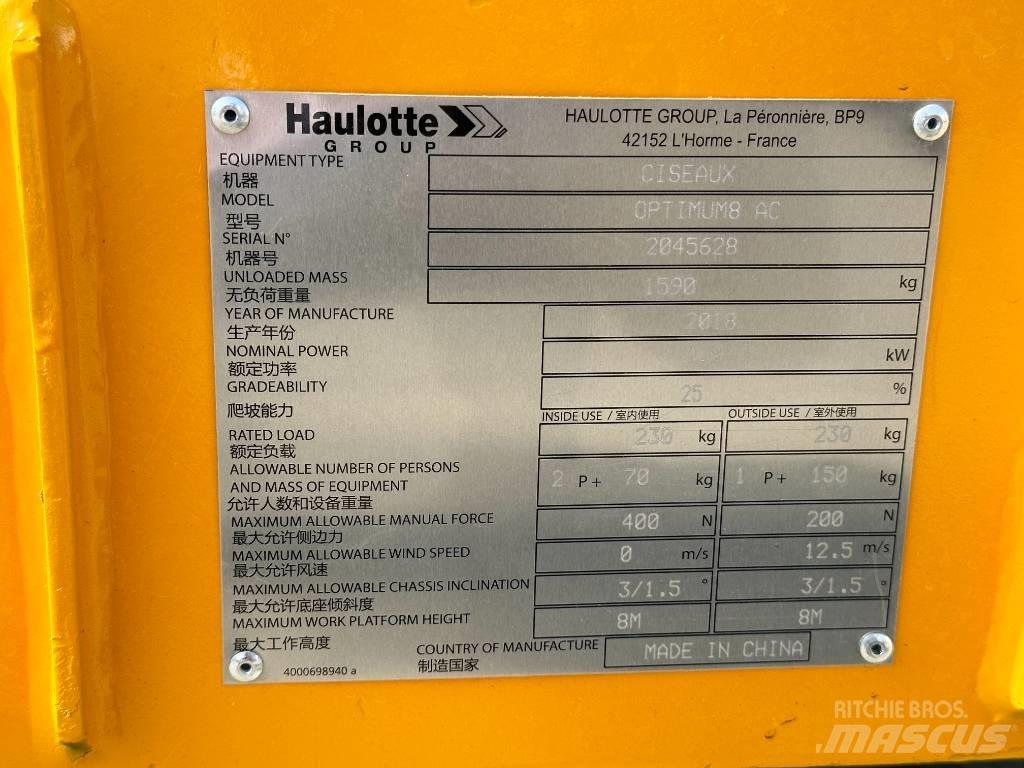 Haulotte
GROUP
HAULOTTE GROUP, La Péronnière, BP9
42152 L'Horme - France
EQUIPMENT TYPE CISEAUX
机器
MODEL OPTIMUM8 AC
型号
SERIAL N° 2045628
机器号
UNLOADED MASS 1590 kg
无负荷重量
YEAR OF MANUFACTURE 2018
生产年份
NOMINAL POWER kW
额定功率
GRADEABILITY 25 %
爬坡能力
INSIDE USE / 室内使用 OUTSIDE USE / 室外使用
RATED LOAD 230 kg 230 kg
额定负载
ALLOWABLE NUMBER OF PERSONS
AND MASS OF EQUIPMENT 2 P + 70 kg 1 P + 150 kg
允许人数和设备重量
MAXIMUM ALLOWABLE MANUAL FORCE 400 N 200 N
最大允许侧边力
MAXIMUM ALLOWABLE WIND SPEED 0 m/s 12.5 m/s
最大允许风速
MAXIMUM ALLOWABLE CHASSIS INCLINATION 3/1.5 ° 3/1.5 °
最大允许底座倾斜度
MAXIMUM WORK PLATFORM HEIGHT 8M 8M
最大工作高度
COUNTRY OF MANUFACTURE MADE IN CHINA
制造国家
4000698940 a
RITCHIE BROS.
MASCUS